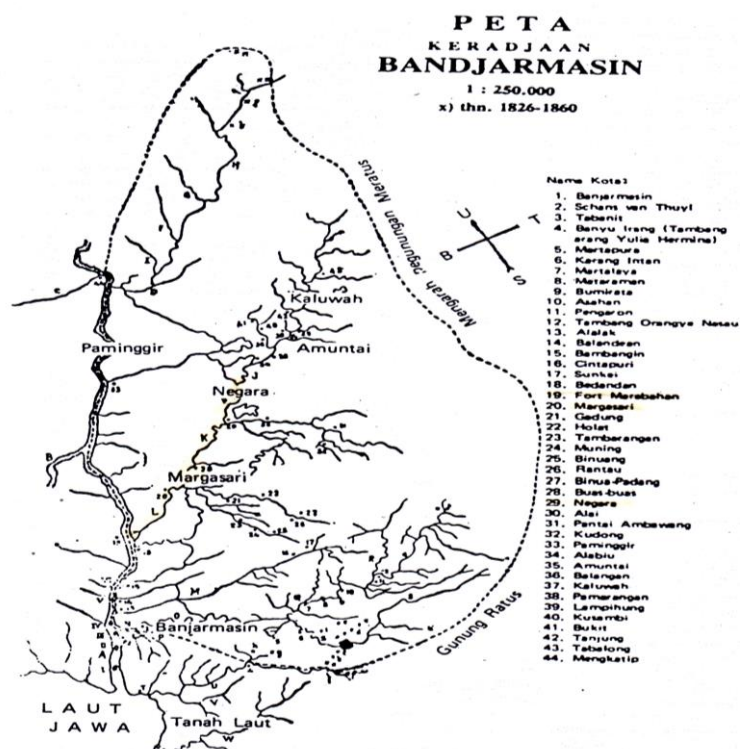 PETA
KERADJAAN
BANDJARMASIN
1 : 250.000
x) thn. 1826-1860
Mengarah Pegunungan Meratus
U
T
B
S
Kaluwah
Paminggir
Amuntai
Negara
Margasari
Banjarmasin
Gunung Ratus
LAUT
JAWA
Tanah Laut
Nama Kota:
1. Banjarmasin
2. Schans van Thuyl
3. Tabanit
4. Banyu Irang (Tambang
arang Yulia Hermina)
5. Martapura
6. Karang Intan
7. Martalaya
8. Mataraman
9. Bumirata
10. Asahan
11. Pengaron
12. Tambang Orangye Nasau
13. Alalak
14. Balandean
15. Bambangin
16. Cintapuri
17. Sunkai
18. Bedandan
19. Fort Marabahan
20. Margasari
21. Gadung
22. Holat
23. Tambarangan
24. Muning
25. Binuang
26. Rantau
27. Binua-Padang
28. Buas-buas
29. Negara
30. Alai
31. Pantai Ambawang
32. Kudong
33. Paminggir
34. Alabiu
35. Amuntai
36. Balangan
37. Kaluwah
38. Pamarangan
39. Lampihung
40. Kusambi
41. Bukit
42. Tanjung
43. Tabalong
44. Mengkatip